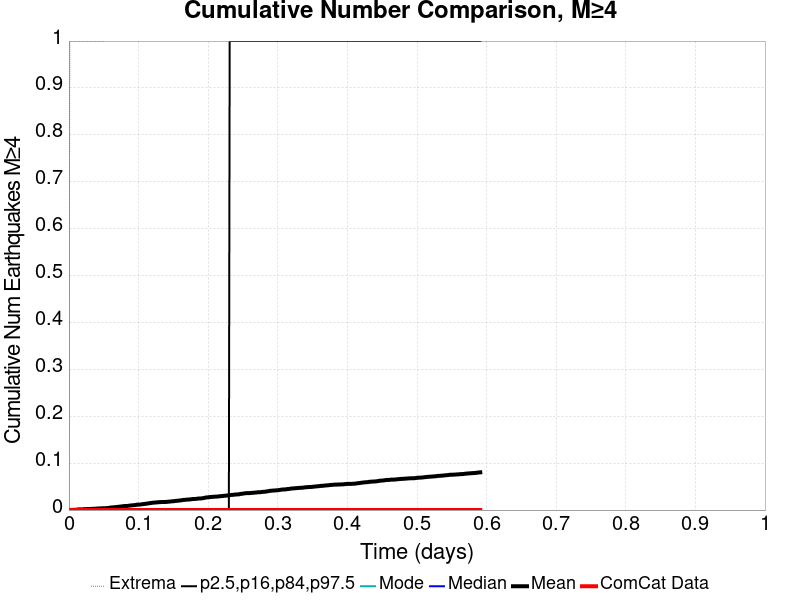 Cumulative Number Comparison, M≥4
Cumulative Num Earthquakes M≥4
1
0.9
0.8
0.7
0.6
0.5
0.4
0.3
0.2
0.1
0
0 0.1 0.2 0.3 0.4 0.5 0.6 0.7 0.8 0.9 1
Time (days)
Extrema p2.5,p16,p84,p97.5 Mode Median Mean ComCat Data